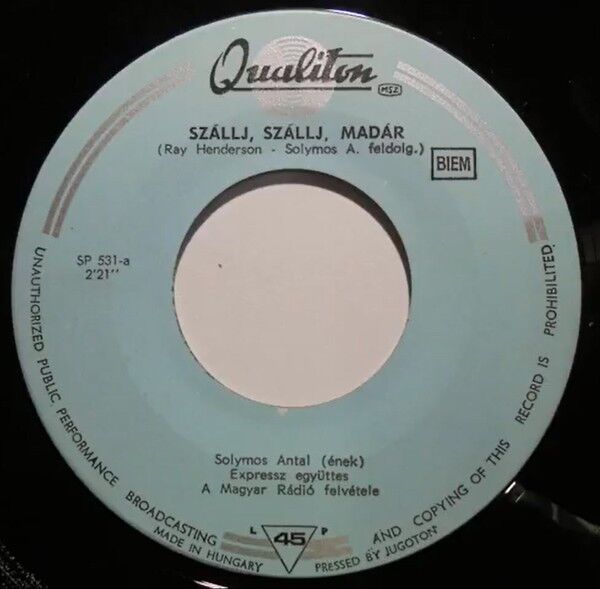 Qualiton
MSZ
SZÁLLJ, SZÁLLJ, MADÁR
(Ray Henderson - Solymos A. feldolg.)
BIEM
SP 531-a
2'21''
Solymos Antal (ének)
Expressz együttes
A Magyar Rádió felvétele
L 45 P
UNAUTHORIZED PUBLIC PERFORMANCE BROADCASTING AND COPYING OF THIS RECORD IS PROHIBILITED.
MADE IN HUNGARY
PRESSED BY JUGOTON